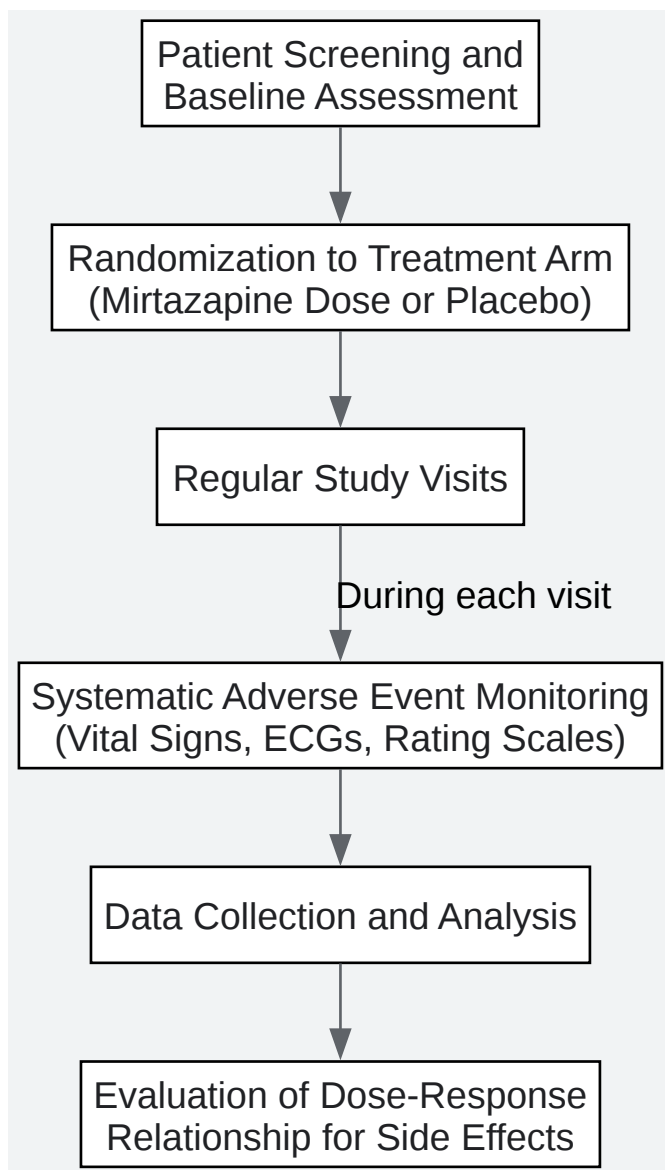 Patient Screening and
Baseline Assessment
Randomization to Treatment Arm
(Mirtazapine Dose or Placebo)
Regular Study Visits
During each visit
Systematic Adverse Event Monitoring
(Vital Signs, ECGs, Rating Scales)
Data Collection and Analysis
Evaluation of Dose-Response
Relationship for Side Effects